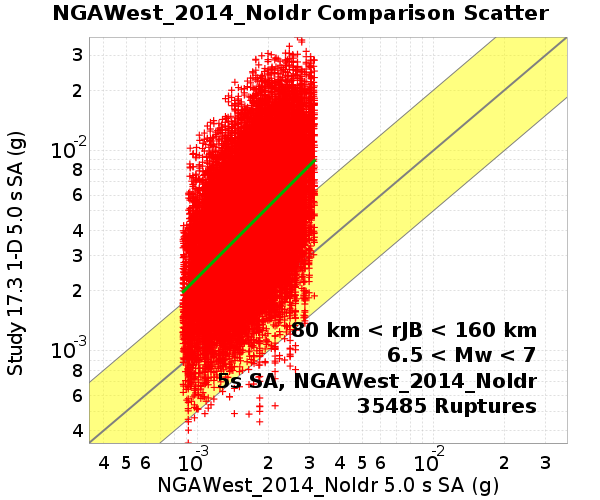 NGAWest_2014_NoIdr Comparison Scatter
3
2
10-2
8
6
4
3
2
10-3
8
6
4
Study 17.3 1-D 5.0 s SA (g)
80 km < rJB < 160 km
6.5 < Mw < 7
5s SA, NGAWest_2014_NoIdr
35485 Ruptures
4 5 6 10-3 2 3 4 5 6 10-2 2 3
NGAWest_2014_NoIdr 5.0 s SA (g)